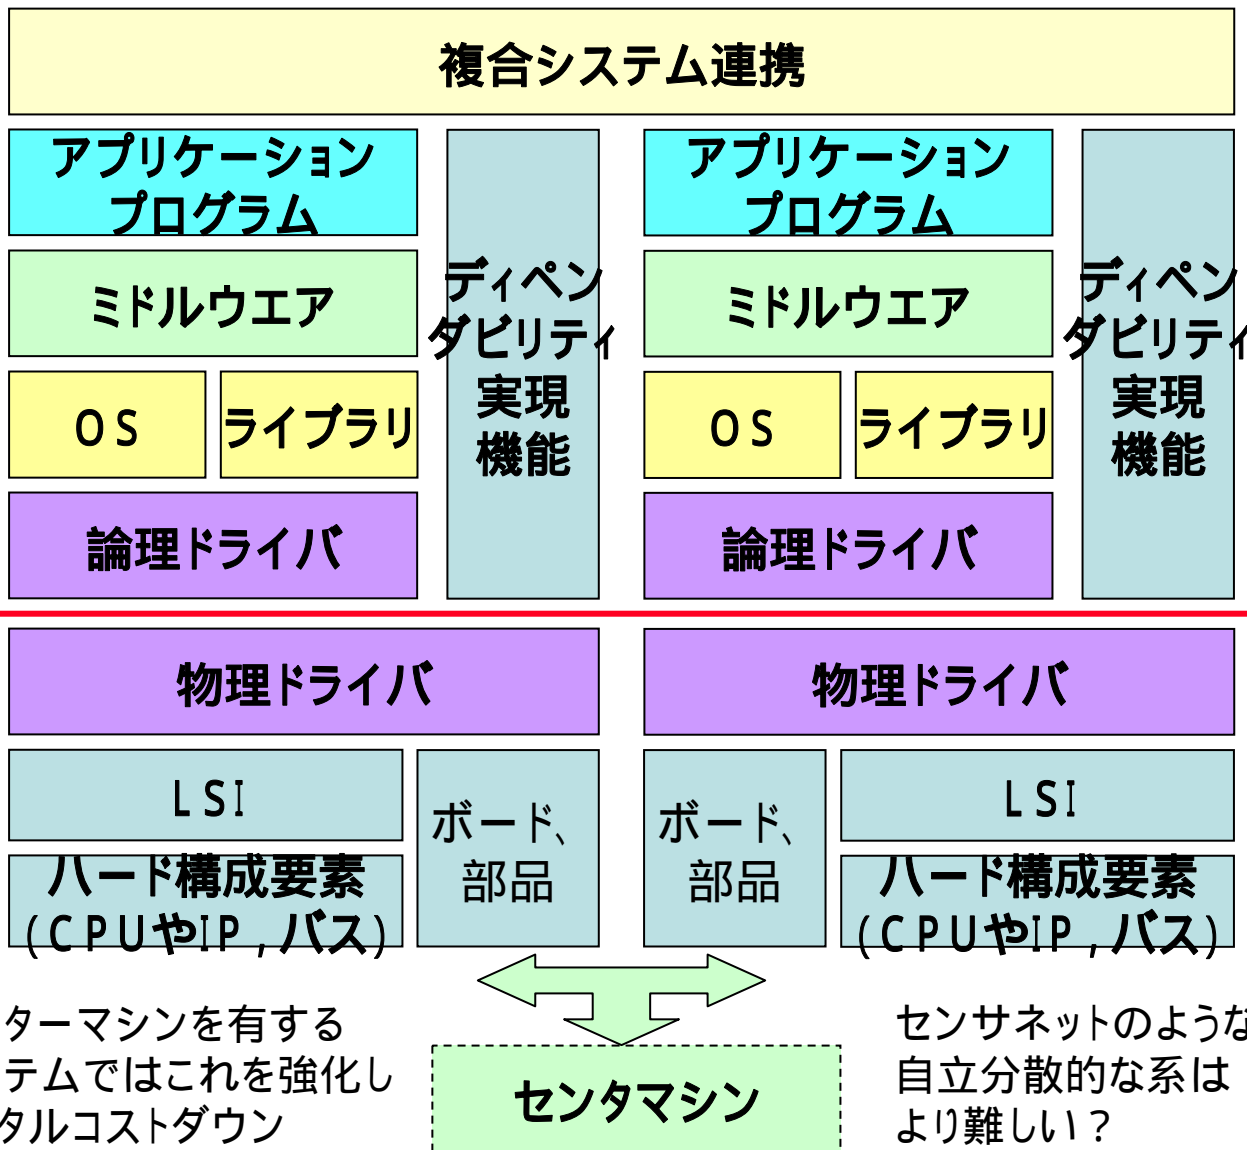 複合システム連携
アプリケーション
プログラム
ミドルウエア
OS
ライブラリ
論理ドライバ
ディペン
ダビリティ
実現
機能
アプリケーション
プログラム
ミドルウエア
OS
ライブラリ
論理ドライバ
ディペン
ダビリティ
実現
機能
物理ドライバ
LSI
ハード構成要素
(CPUやIP,バス)
ボード、
部品
物理ドライバ
ボード、
部品
LSI
ハード構成要素
(CPUやIP,バス)
ターマシンを有する
テムではこれを強化し
タルコストダウン
センタマシン
センサネットのような
自立分散的な系は
より難しい？